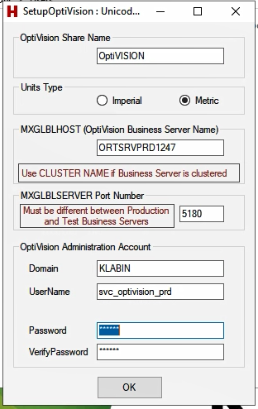 SetupOptiVision : Unicod...
OptiVision Share Name
OptiVISION
Units Type
Imperial
Metric
MXGLBLHOST (OptiVision Business Server Name)
ORTSRVPRD1247
Use CLUSTER NAME if Business Server is clustered
MXGLBLSERVER Port Number
Must be different between Production
and Test Business Servers
5180
OptiVision Administration Account
Domain
KLABIN
UserName
svc_optivision_prd
Password
******
VerifyPassword
******
OK